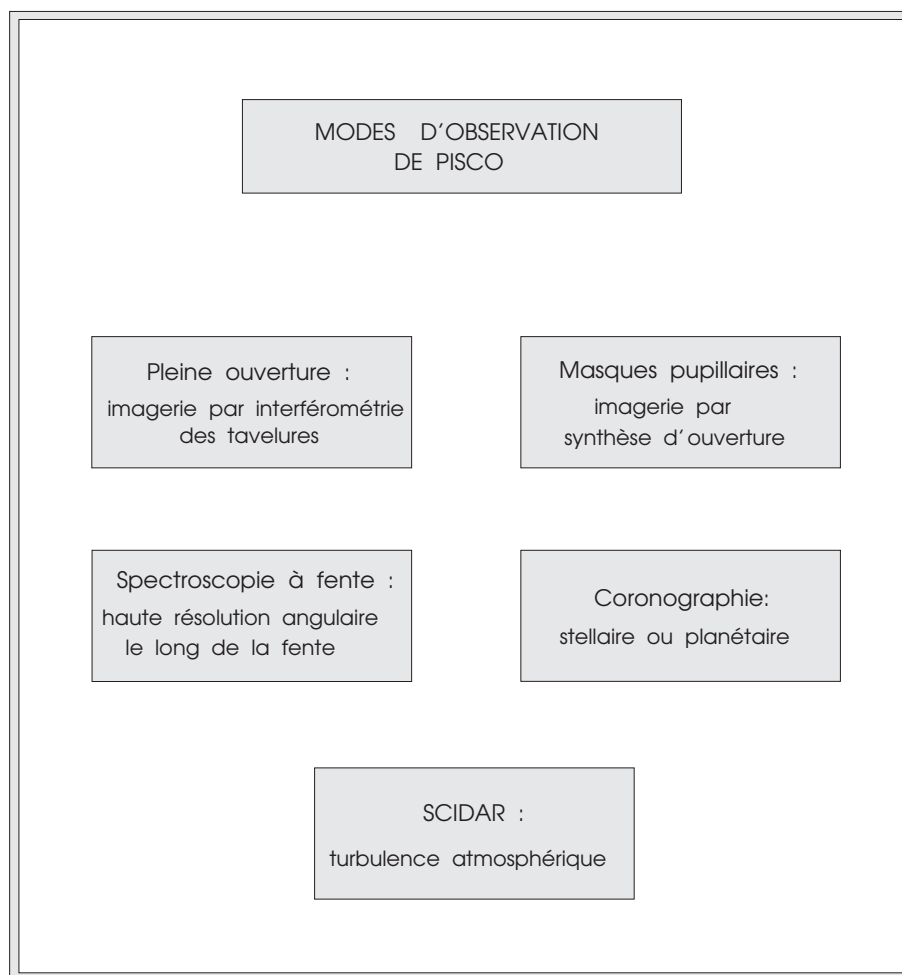 MODES D'OBSERVATION
DE PISCO
Pleine ouverture :
imagerie par interférométrie
des tavelures
Masques pupillaires :
imagerie par
synthèse d'ouverture
Spectroscopie à fente :
haute résolution angulaire
le long de la fente
Coronographie:
stellaire ou planétaire
SCIDAR :
turbulence atmosphérique